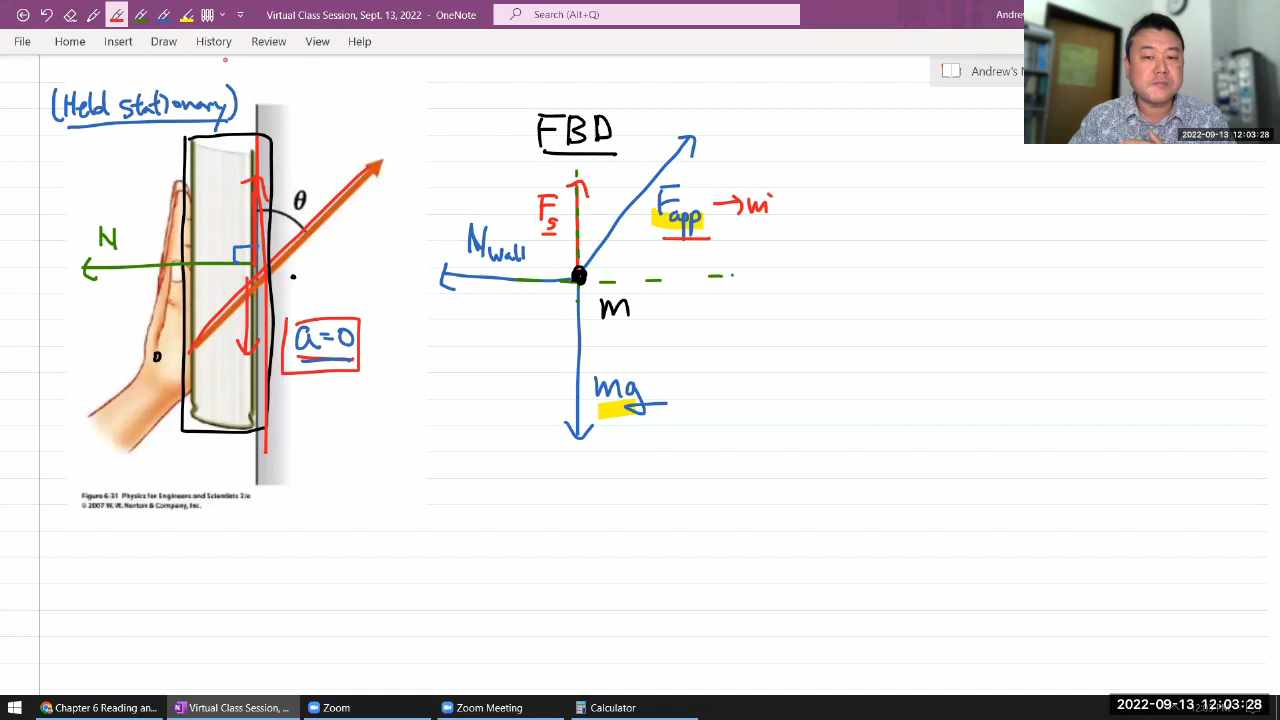 Virtual Class Session, Sept. 13, 2022 - OneNote
Search (Alt+Q)
Andrew
File Home Insert Draw History Review View Help
Andrew's N
2022-09-13 12:03:28
(Held stationary)
θ
N
a=0
Figure 6-31 Physics for Engineers and Scientists 3/e
© 2007 W. W. Norton & Company, Inc.
FBD
Fs
Fapp → mi
Nwall
m
mg
Chapter 6 Reading an...
Virtual Class Session, ...
Zoom
Zoom Meeting
Calculator
2022-09-13 12:03:28